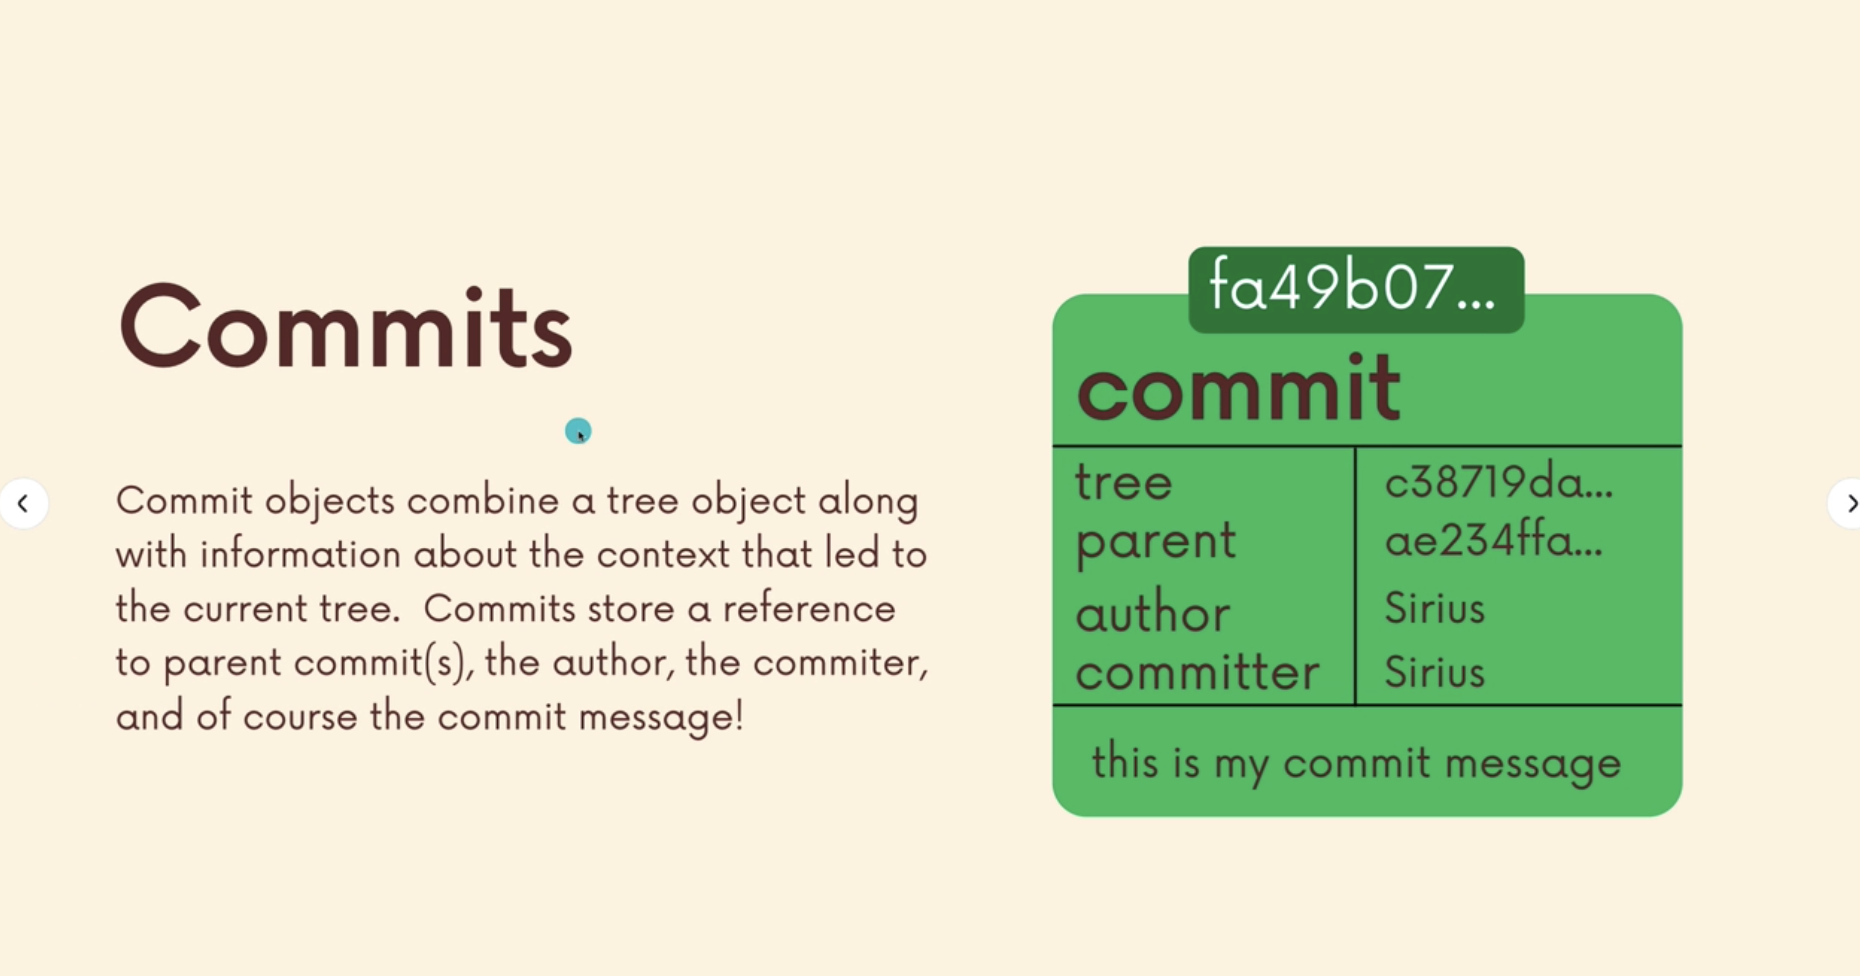 Commits
Commit objects combine a tree object along
with information about the context that led to
the current tree.  Commits store a reference
to parent commit(s), the author, the commiter,
and of course the commit message!
fa49b07...
commit
tree c38719da...
parent ae234ffa...
author Sirius
committer Sirius
this is my commit message